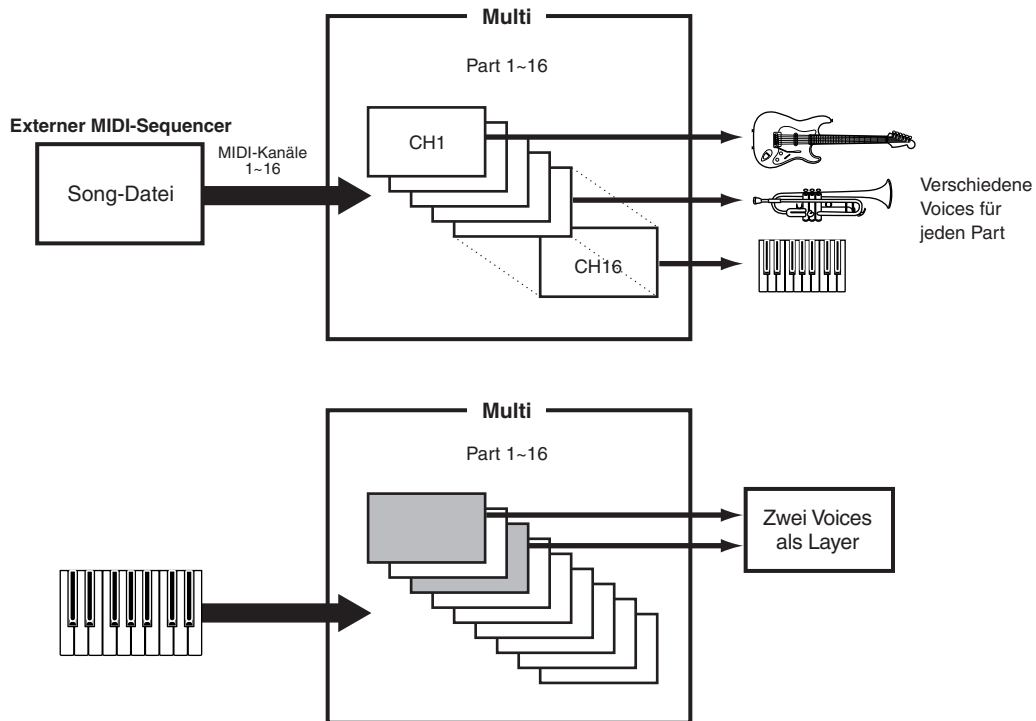 Multi
Part 1~16
Externer MIDI-Sequencer
MIDI-Kanäle
1~16
Song-Datei
CH1
CH16
Verschiedene
Voices für
jeden Part
Multi
Part 1~16
Zwei Voices
als Layer